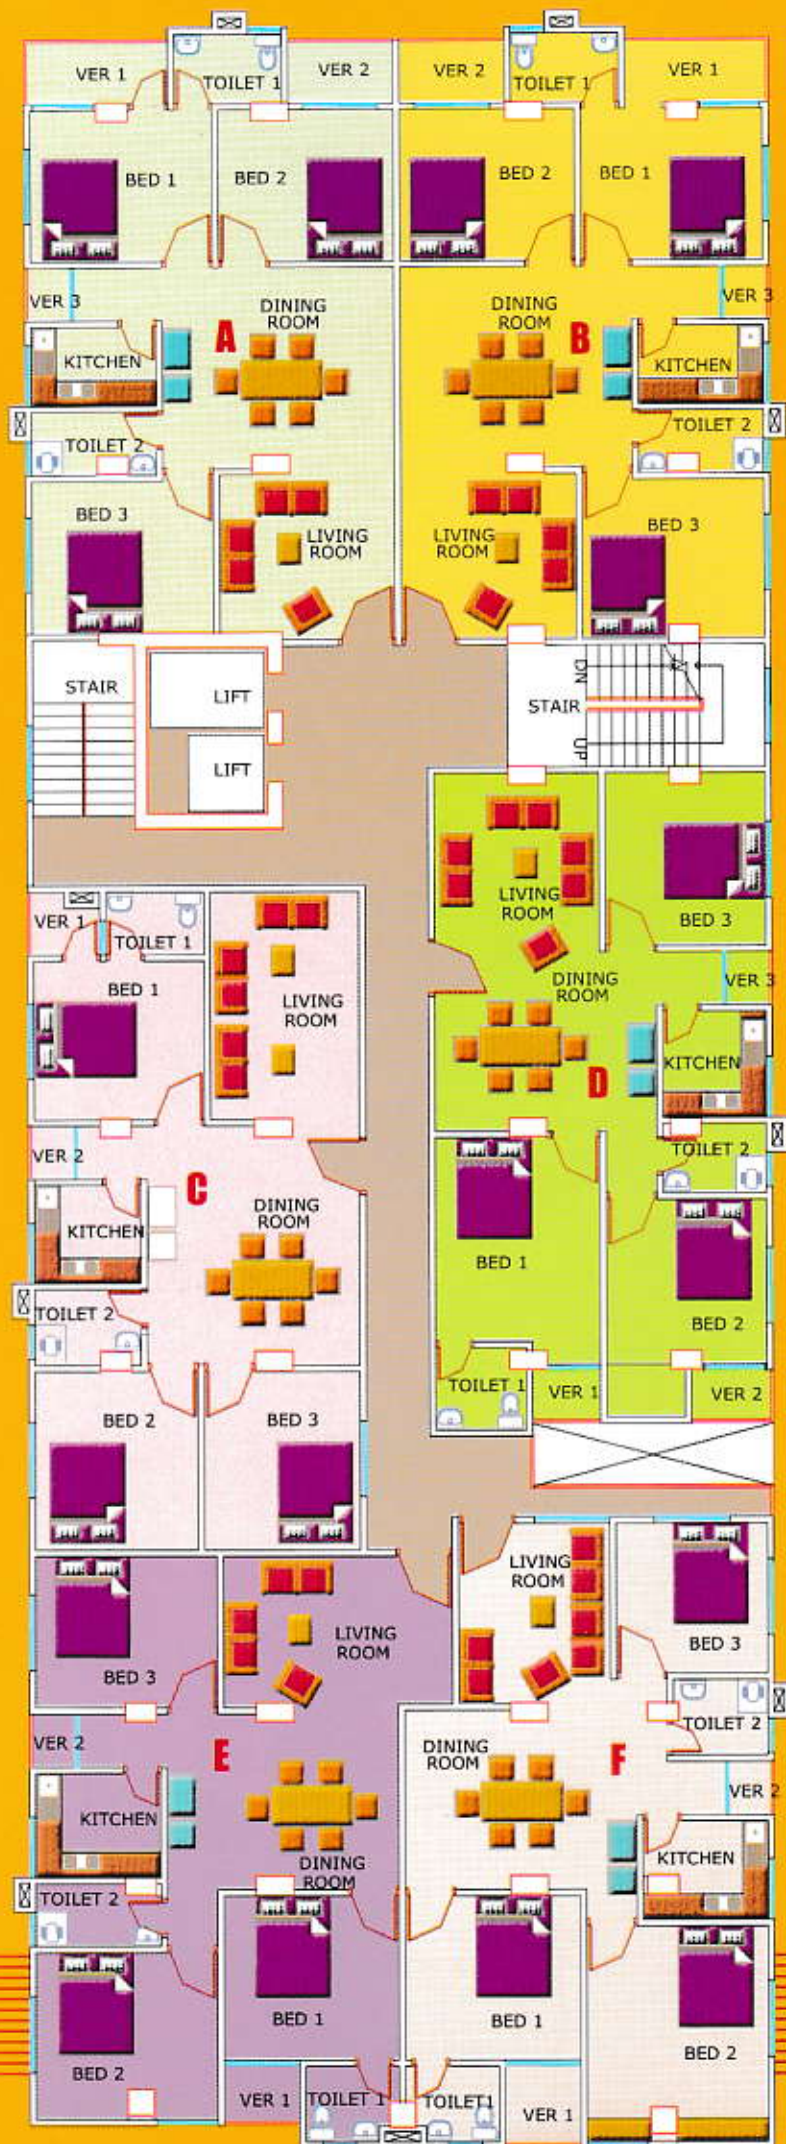 VER 1
TOILET 1
VER 2
VER 2
TOILET 1
VER 1
BED 1
BED 2
BED 2
BED 1
VER 3
DINING
ROOM
A
KITCHEN
TOILET 2
BED 3
LIVING
ROOM
DINING
ROOM
B
VER 3
KITCHEN
TOILET 2
LIVING
ROOM
BED 3
STAIR
LIFT
LIFT
STAIR
DN
UP
VER 1
TOILET 1
BED 1
LIVING
ROOM
VER 2
C
KITCHEN
DINING
ROOM
TOILET 2
BED 2
BED 3
LIVING
ROOM
BED 3
DINING
ROOM
VER 3
KITCHEN
D
TOILET 2
BED 1
BED 2
TOILET 1
VER 1
VER 2
BED 3
LIVING
ROOM
VER 2
E
KITCHEN
DINING
ROOM
TOILET 2
BED 1
BED 2
VER 1
TOILET 1
LIVING
ROOM
BED 3
TOILET 2
DINING
ROOM
F
VER 2
KITCHEN
BED 1
BED 2
TOILET1
VER 1